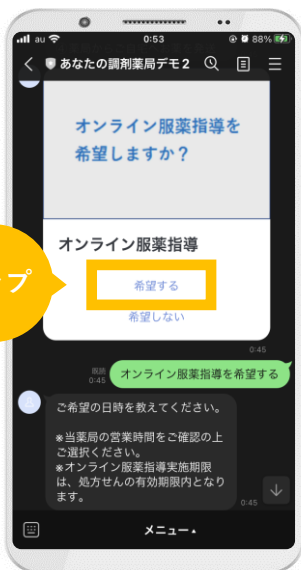 au
0:53
88%
あなたの調剤薬局デモ2
オンライン服薬指導を
希望しますか？
オンライン服薬指導
希望する
プ
希望しない
0:45
既読
0:45
オンライン服薬指導を希望する
ご希望の日時を教えてください。
※当薬局の営業時間をご確認の上
ご選択ください。
※オンライン服薬指導実施期限
は、処方せんの有効期限内となり
ます。
0:45
メニュー